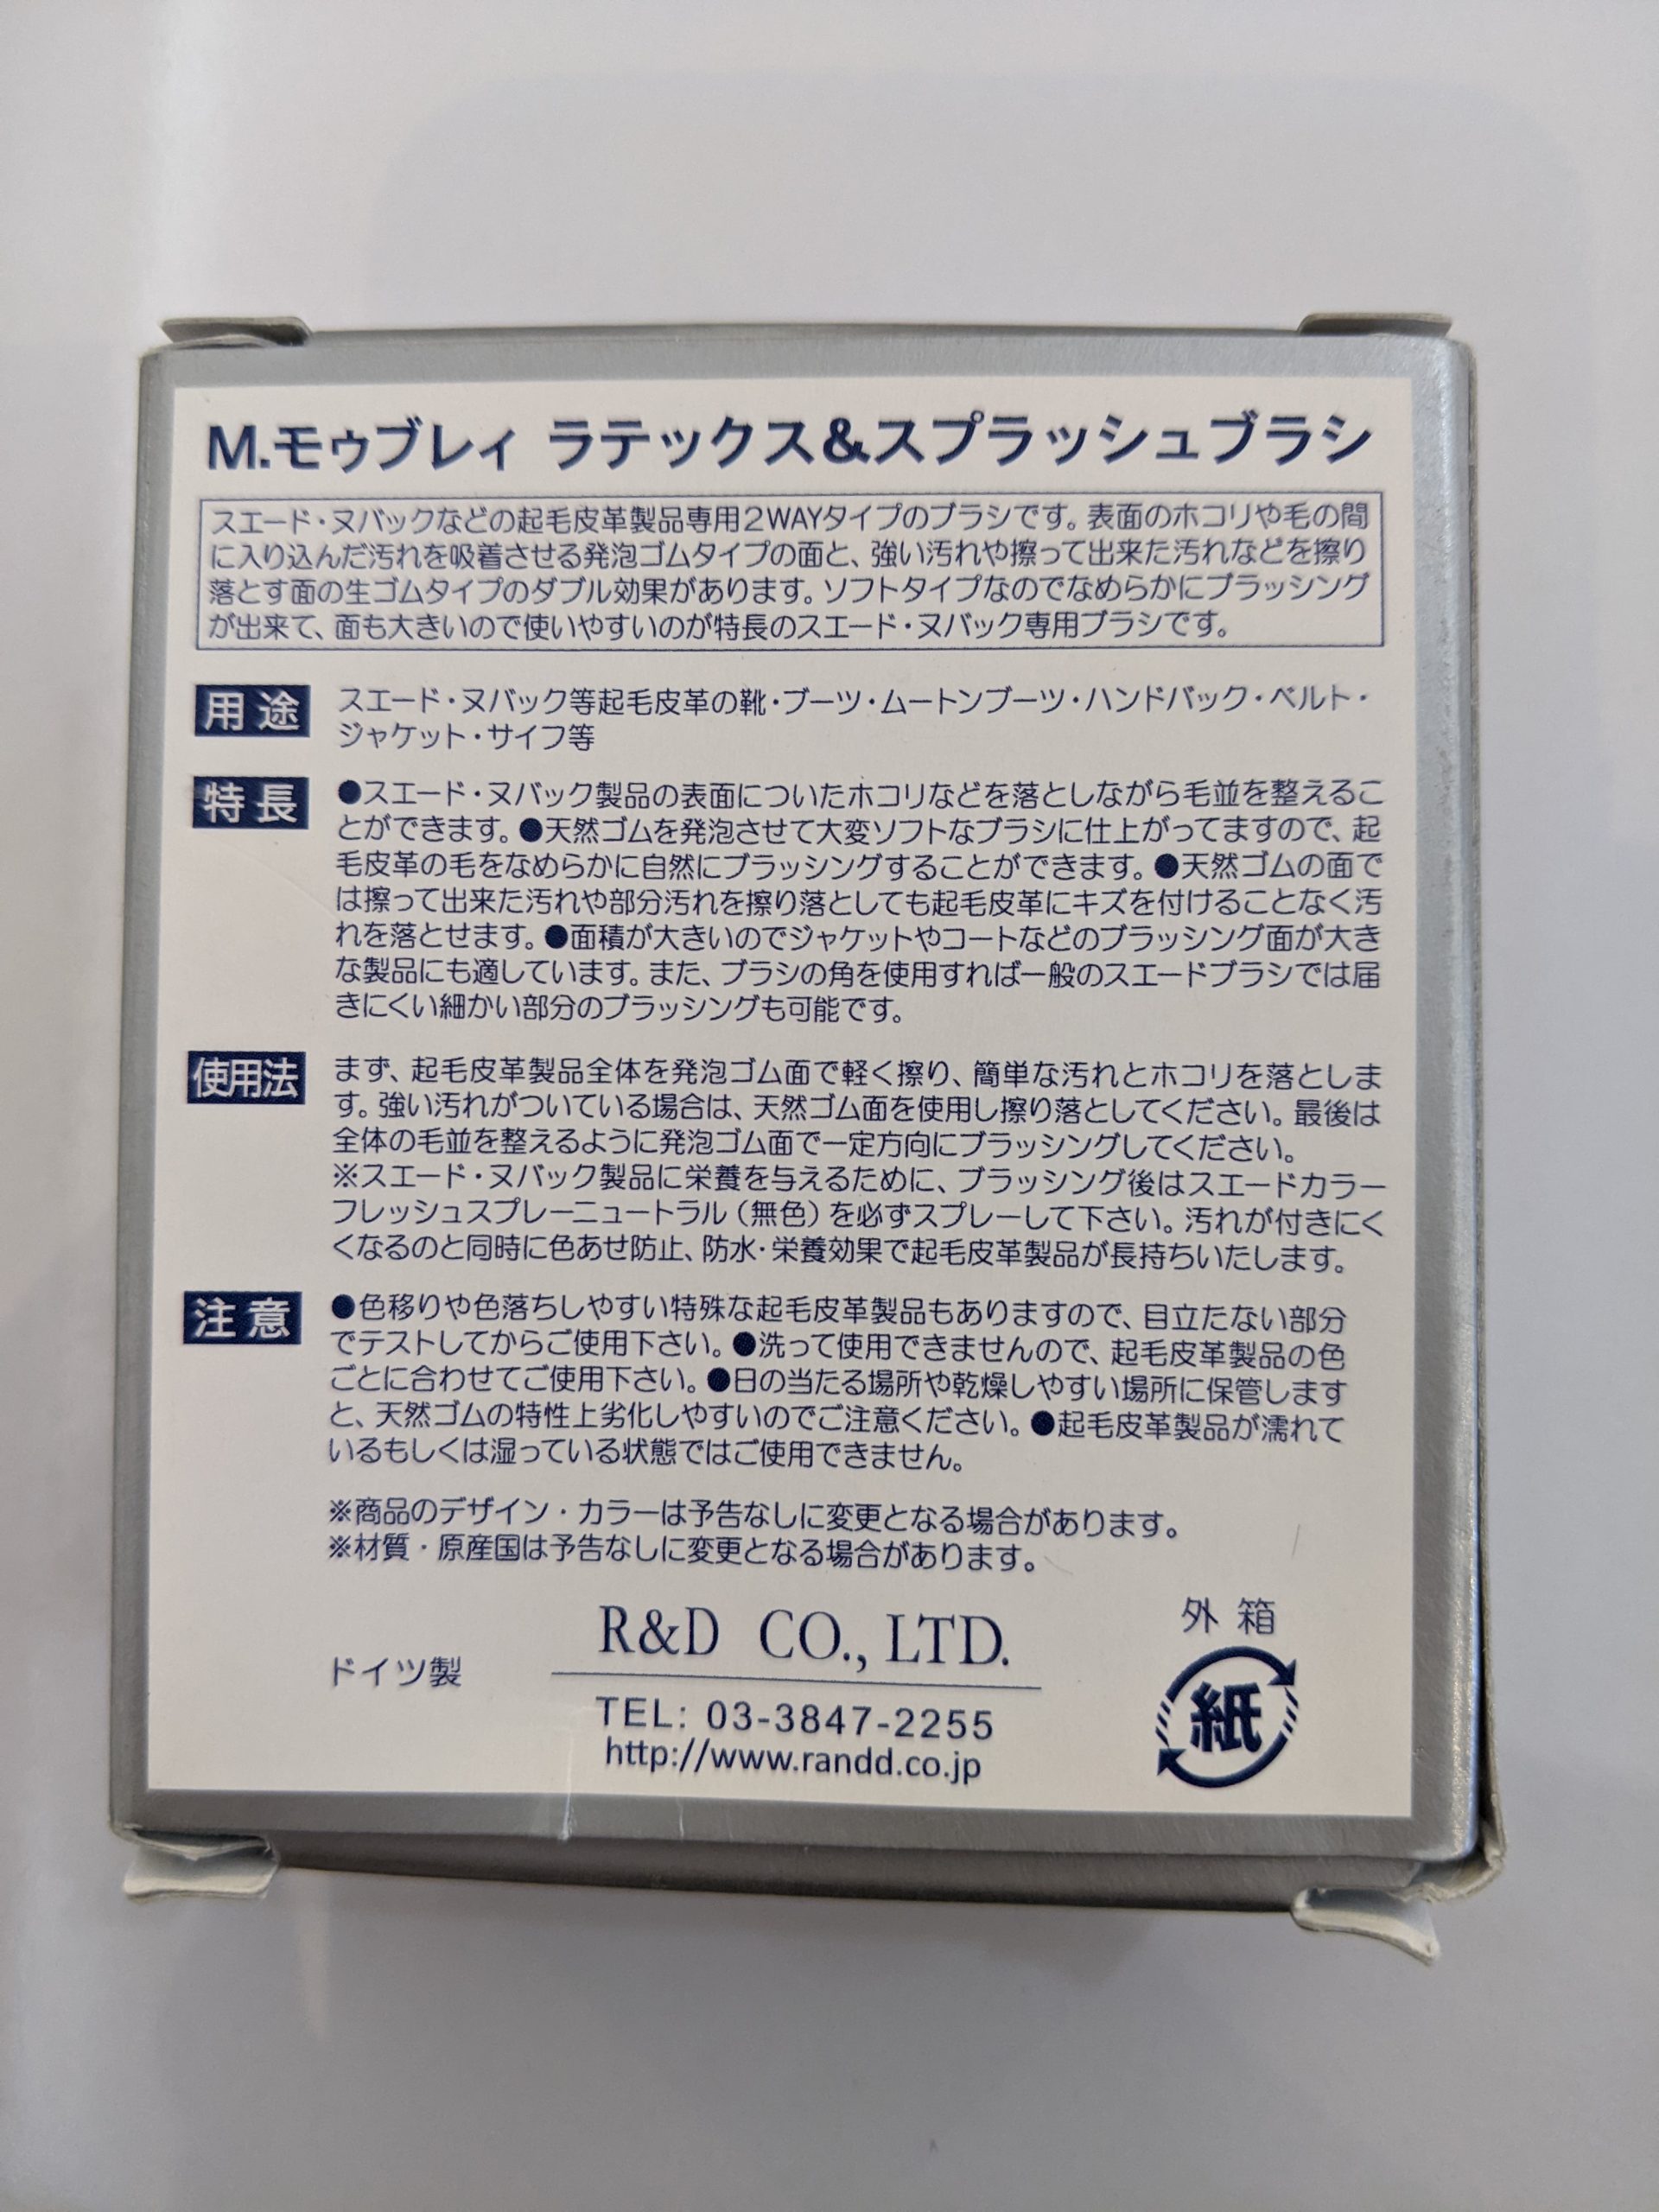 M.モゥブレィ ラテックス&スプラッシュブラシ
スエード・ヌバックなどの起毛皮革製品専用2WAYタイプのブラシです。表面のホコリや毛の間
に入り込んだ汚れを吸着させる発泡ゴムタイプの面と、強い汚れや擦って出来た汚れなどを擦り
落とす面の生ゴムタイプのダブル効果があります。ソフトタイプなのでなめらかにブラッシング
が出来て、面も大きいので使いやすいのが特長のスエード・ヌバック専用ブラシです。
用途
スエード・ヌバック等起毛皮革の靴・ブーツ・ムートンブーツ・ハンドバック・ベルト・
ジャケット・サイフ等
特長
●スエード・ヌバック製品の表面についたホコリなどを落としながら毛並を整えるこ
とができます。●天然ゴムを発泡させて大変ソフトなブラシに仕上がってますので、起
毛皮革の毛をなめらかに自然にブラッシングすることができます。●天然ゴムの面で
は擦って出来た汚れや部分汚れを擦り落としても起毛皮革にキズを付けることなく汚
れを落とせます。●面積が大きいのでジャケットやコートなどのブラッシング面が大き
な製品にも適しています。また、ブラシの角を使用すれば一般のスエードブラシでは届
きにくい細かい部分のブラッシングも可能です。
使用法
まず、起毛皮革製品全体を発泡ゴム面で軽く擦り、簡単な汚れとホコリを落としま
す。強い汚れがついている場合は、天然ゴム面を使用し擦り落としてください。最後は
全体の毛並を整えるように発泡ゴム面で一定方向にブラッシングしてください。
※スエード・ヌバック製品に栄養を与えるために、ブラッシング後はスエードカラー
フレッシュスプレーニュートラル(無色)を必ずスプレーして下さい。汚れが付きにく
くなるのと同時に色あせ防止、防水・栄養効果で起毛皮革製品が長持ちいたします。
注意
●色移りや色落ちしやすい特殊な起毛皮革製品もありますので、目立たない部分
でテストしてからご使用下さい。●洗って使用できませんので、起毛皮革製品の色
ごとに合わせてご使用下さい。●日の当たる場所や乾燥しやすい場所に保管します
と、天然ゴムの特性上劣化しやすいのでご注意ください。●起毛皮革製品が濡れて
いるもしくは湿っている状態ではご使用できません。
※商品のデザイン・カラーは予告なしに変更となる場合があります。
※材質・原産国は予告なしに変更となる場合があります。
ドイツ製
R&D CO., LTD.
TEL: 03-3847-2255
http://www.randd.co.jp
外箱
紙